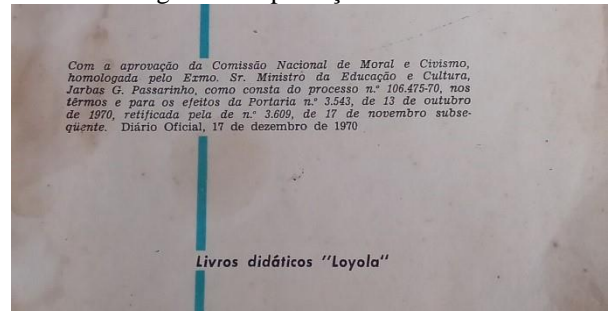 Com a aprovação da Comissão Nacional de Moral e Civismo,
homologada pelo Exmo. Sr. Ministro da Educação e Cultura,
Jarbas G. Passarinho, como consta do processo n.º 106.475-70, nos
têrmos e para os efeitos da Portaria n.º 3.543, de 13 de outubro
de 1970, retificada pela de n.º 3.609, de 17 de novembro subse-
qüente. Diário Oficial, 17 de dezembro de 1970
Livros didáticos "Loyola"